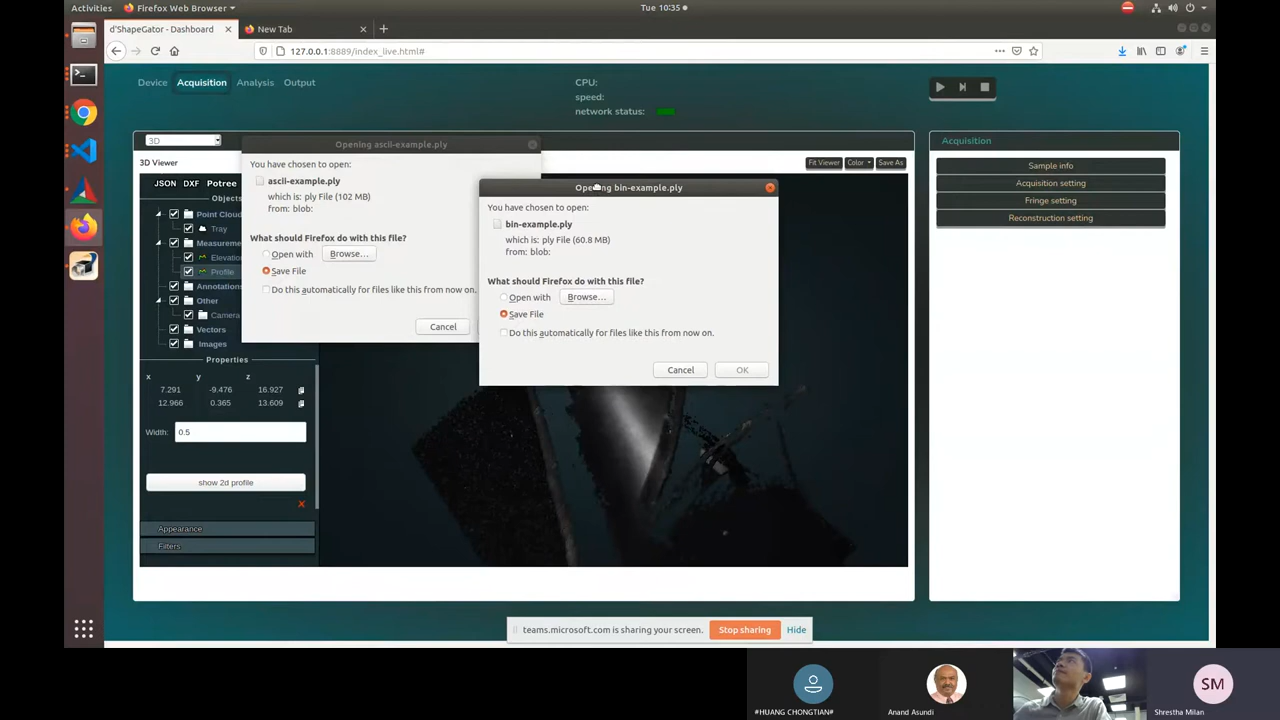 Activities
Firefox Web Browser
Tue 10:35
d'ShapeGator - Dashboard
New Tab
127.0.0.1:8889/index_live.html#
Device
Acquisition
Analysis
Output
CPU:
speed:
network status:
3D
3D Viewer
Fit Viewer
Color
Save As
JSON DXF Potree
Objects
Point Cloud
Tray
Measurem
Elevatio
Profile
Annotations
Other
Camera
Vectors
Images
Properties
x y z
7.291 -9.476 16.927
12.966 0.365 13.609
Width: 0.5
show 2d profile
Appearance
Filters
Opening ascii-example.ply
You have chosen to open:
ascii-example.ply
which is: ply File (102 MB)
from: blob:
What should Firefox do with this file?
Open with
Browse...
Save File
Do this automatically for files like this from now on.
Cancel
Opening bin-example.ply
You have chosen to open:
bin-example.ply
which is: ply File (60.8 MB)
from: blob:
What should Firefox do with this file?
Open with
Browse...
Save File
Do this automatically for files like this from now on.
Cancel
OK
Acquisition
Sample info
Acquisition setting
Fringe setting
Reconstruction setting
teams.microsoft.com is sharing your screen.
Stop sharing
Hide
#HUANG CHONGTIAN#
Anand Asundi
SM
Shrestha Milan